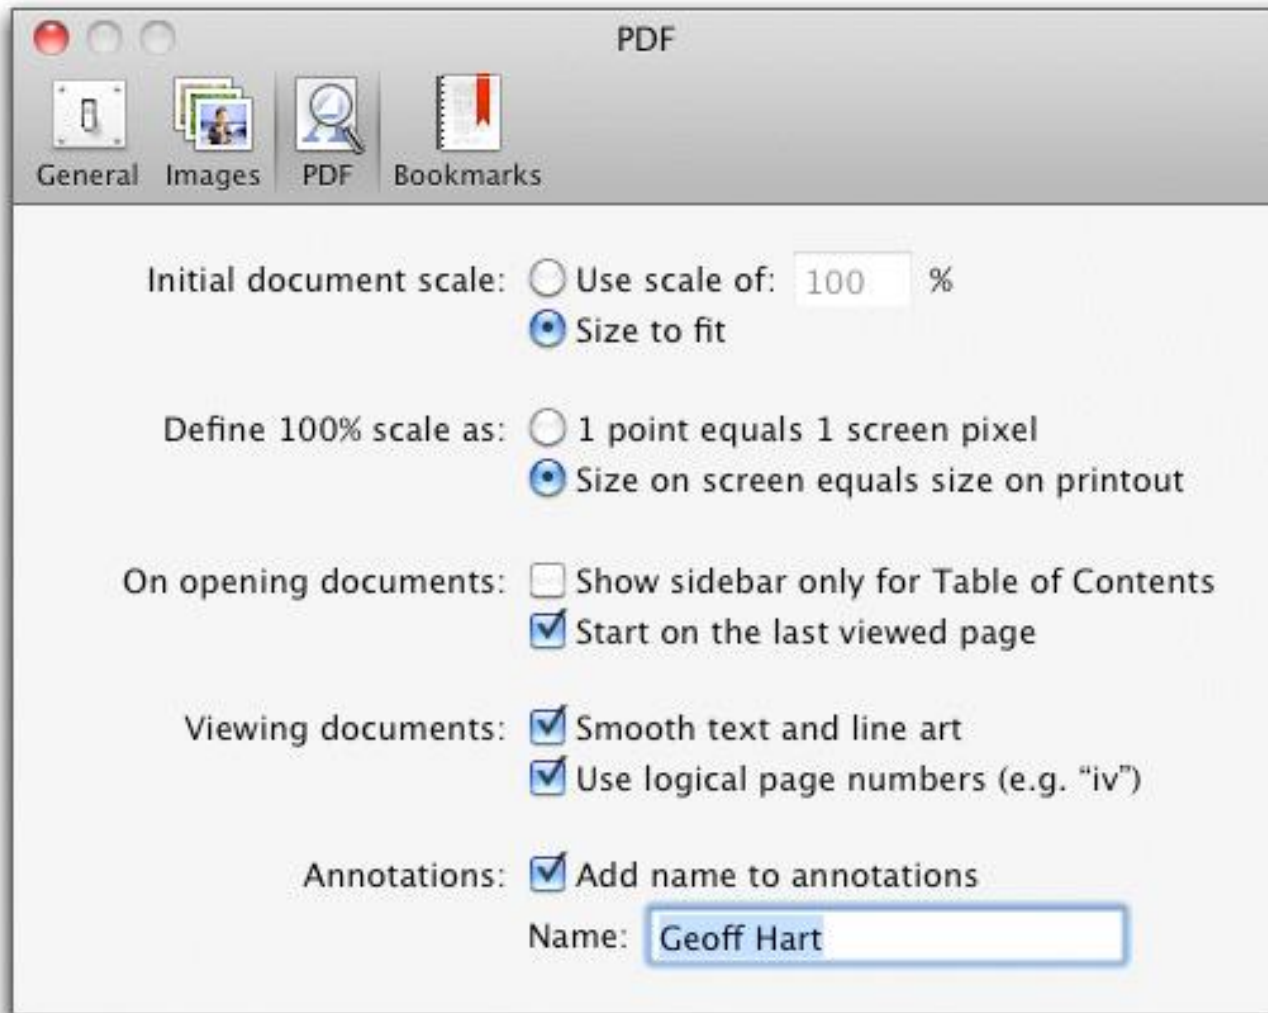 PDF
General Images PDF Bookmarks
Initial document scale: Use scale of: 100 %
Size to fit
Define 100% scale as: 1 point equals 1 screen pixel
Size on screen equals size on printout
On opening documents: Show sidebar only for Table of Contents
Start on the last viewed page
Viewing documents: Smooth text and line art
Use logical page numbers (e.g. “iv”)
Annotations: Add name to annotations
Name: Geoff Hart